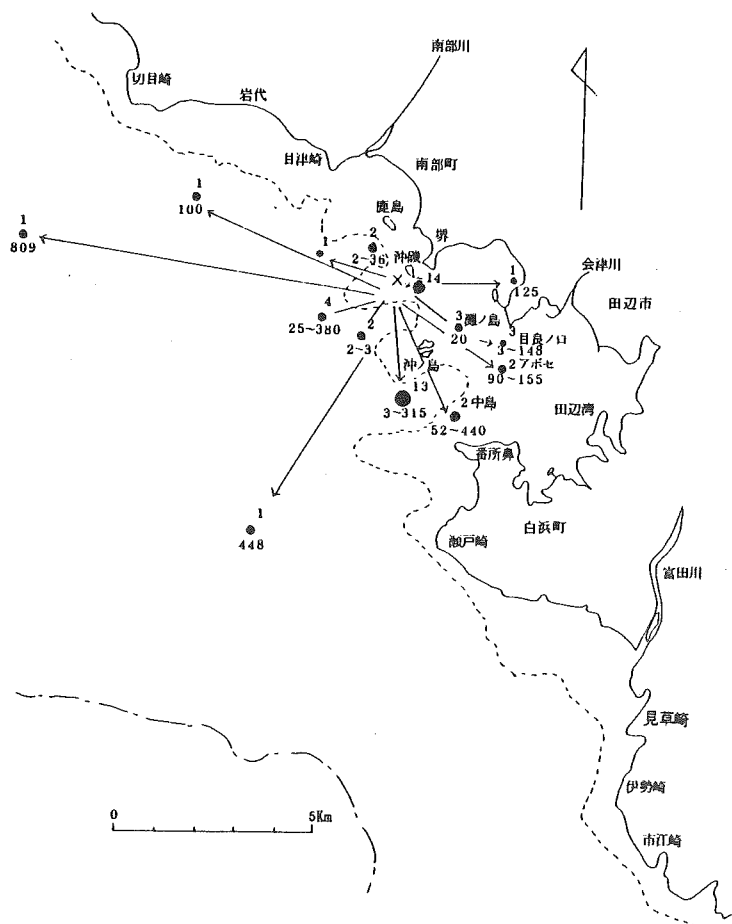 南部川
切目崎
岩代
目津崎
南部町
鹿島
堺
沖磯
会津川
田辺市
1
100
1
809
1
2
2~36
14
1
125
4
25~380
2
2~3
3
灘ノ島
20
3
目良ノ口
3~148
2
アボセ
90~155
沖ノ島
13
3~315
2
中島
52~440
田辺湾
番所鼻
1
448
白浜町
瀬戸崎
富田川
見草崎
伊勢崎
市江崎
0
5Km